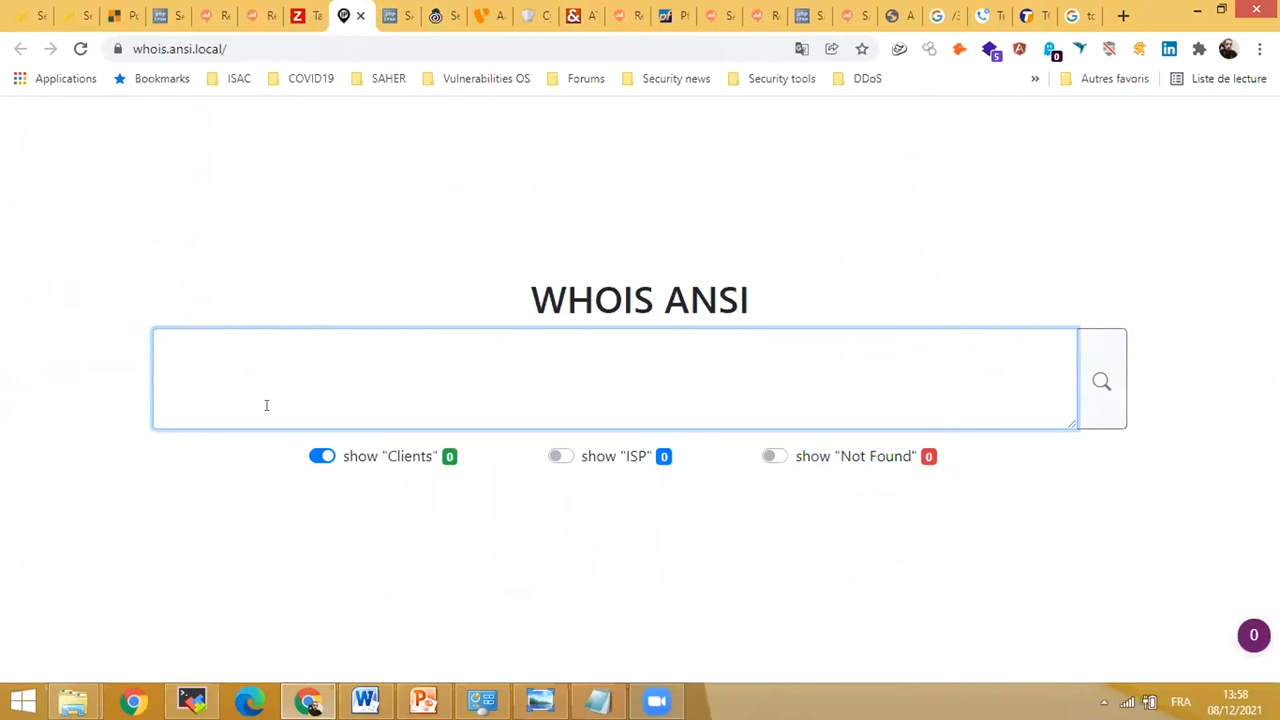 whois.ansi.local/
Applications
Bookmarks
ISAC
COVID19
SAHER
Vulnerabilities OS
Forums
Security news
Security tools
DDoS
»
Autres favoris
Liste de lecture
5
0
WHOIS ANSI
show "Clients" 0
show "ISP" 0
show "Not Found" 0
0
FRA
13:58
08/12/2021